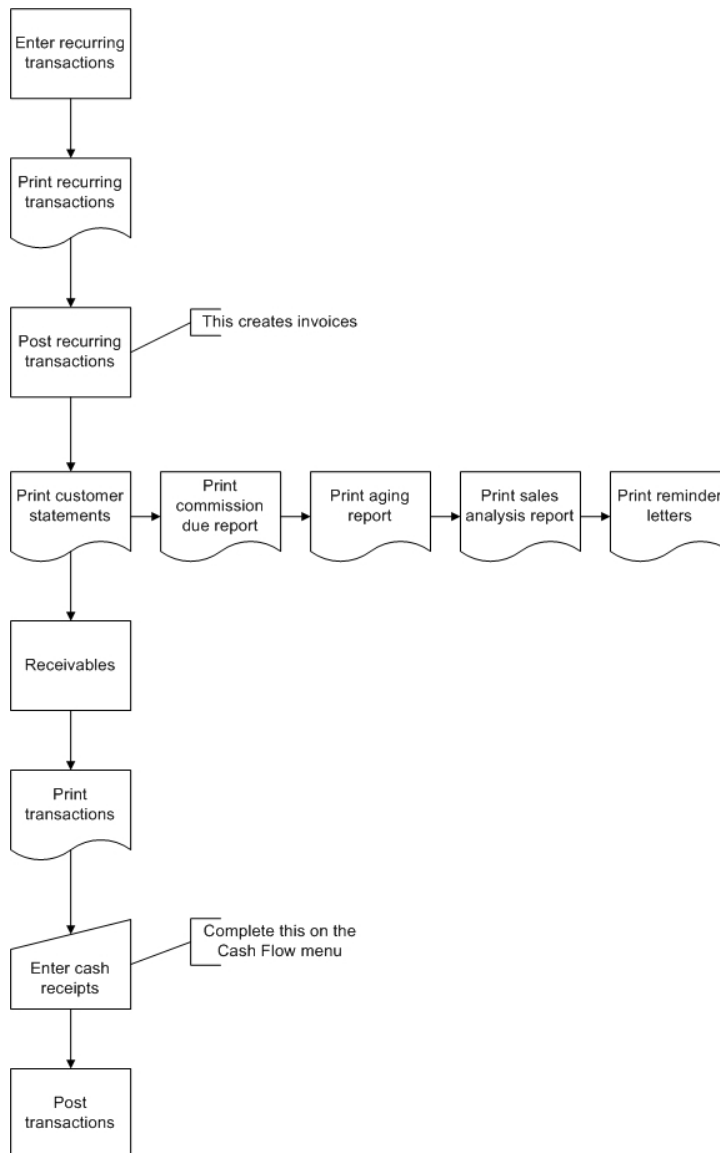 Enter recurring
transactions
Print recurring
transactions
Post recurring
transactions
This creates invoices
Print customer
statements
Print
commission
due report
Print aging
report
Print sales
analysis report
Print reminder
letters
Receivables
Print
transactions
Enter cash
receipts
Complete this on the
Cash Flow menu
Post
transactions